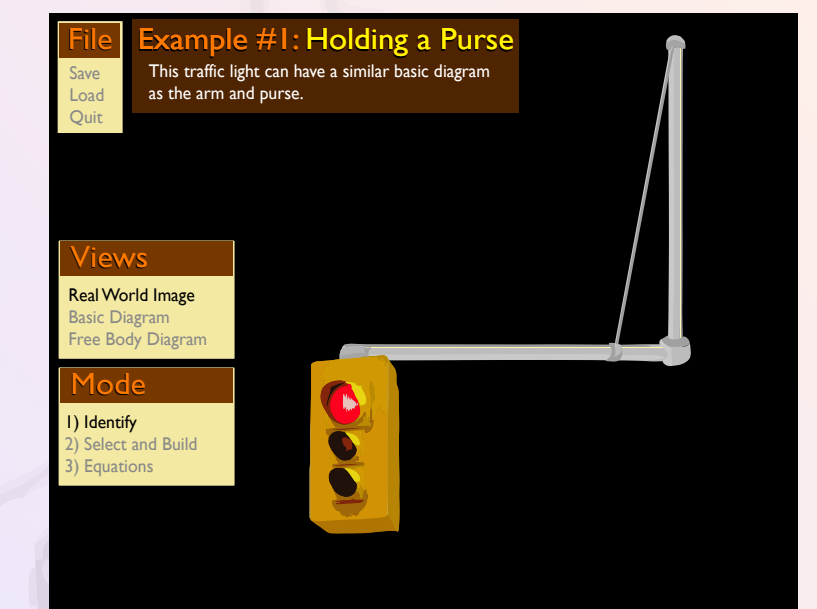 File
Save
Load
Quit
Example #1: Holding a Purse
This traffic light can have a similar basic diagram
as the arm and purse.
Views
Real World Image
Basic Diagram
Free Body Diagram
Mode
1) Identify
2) Select and Build
3) Equations